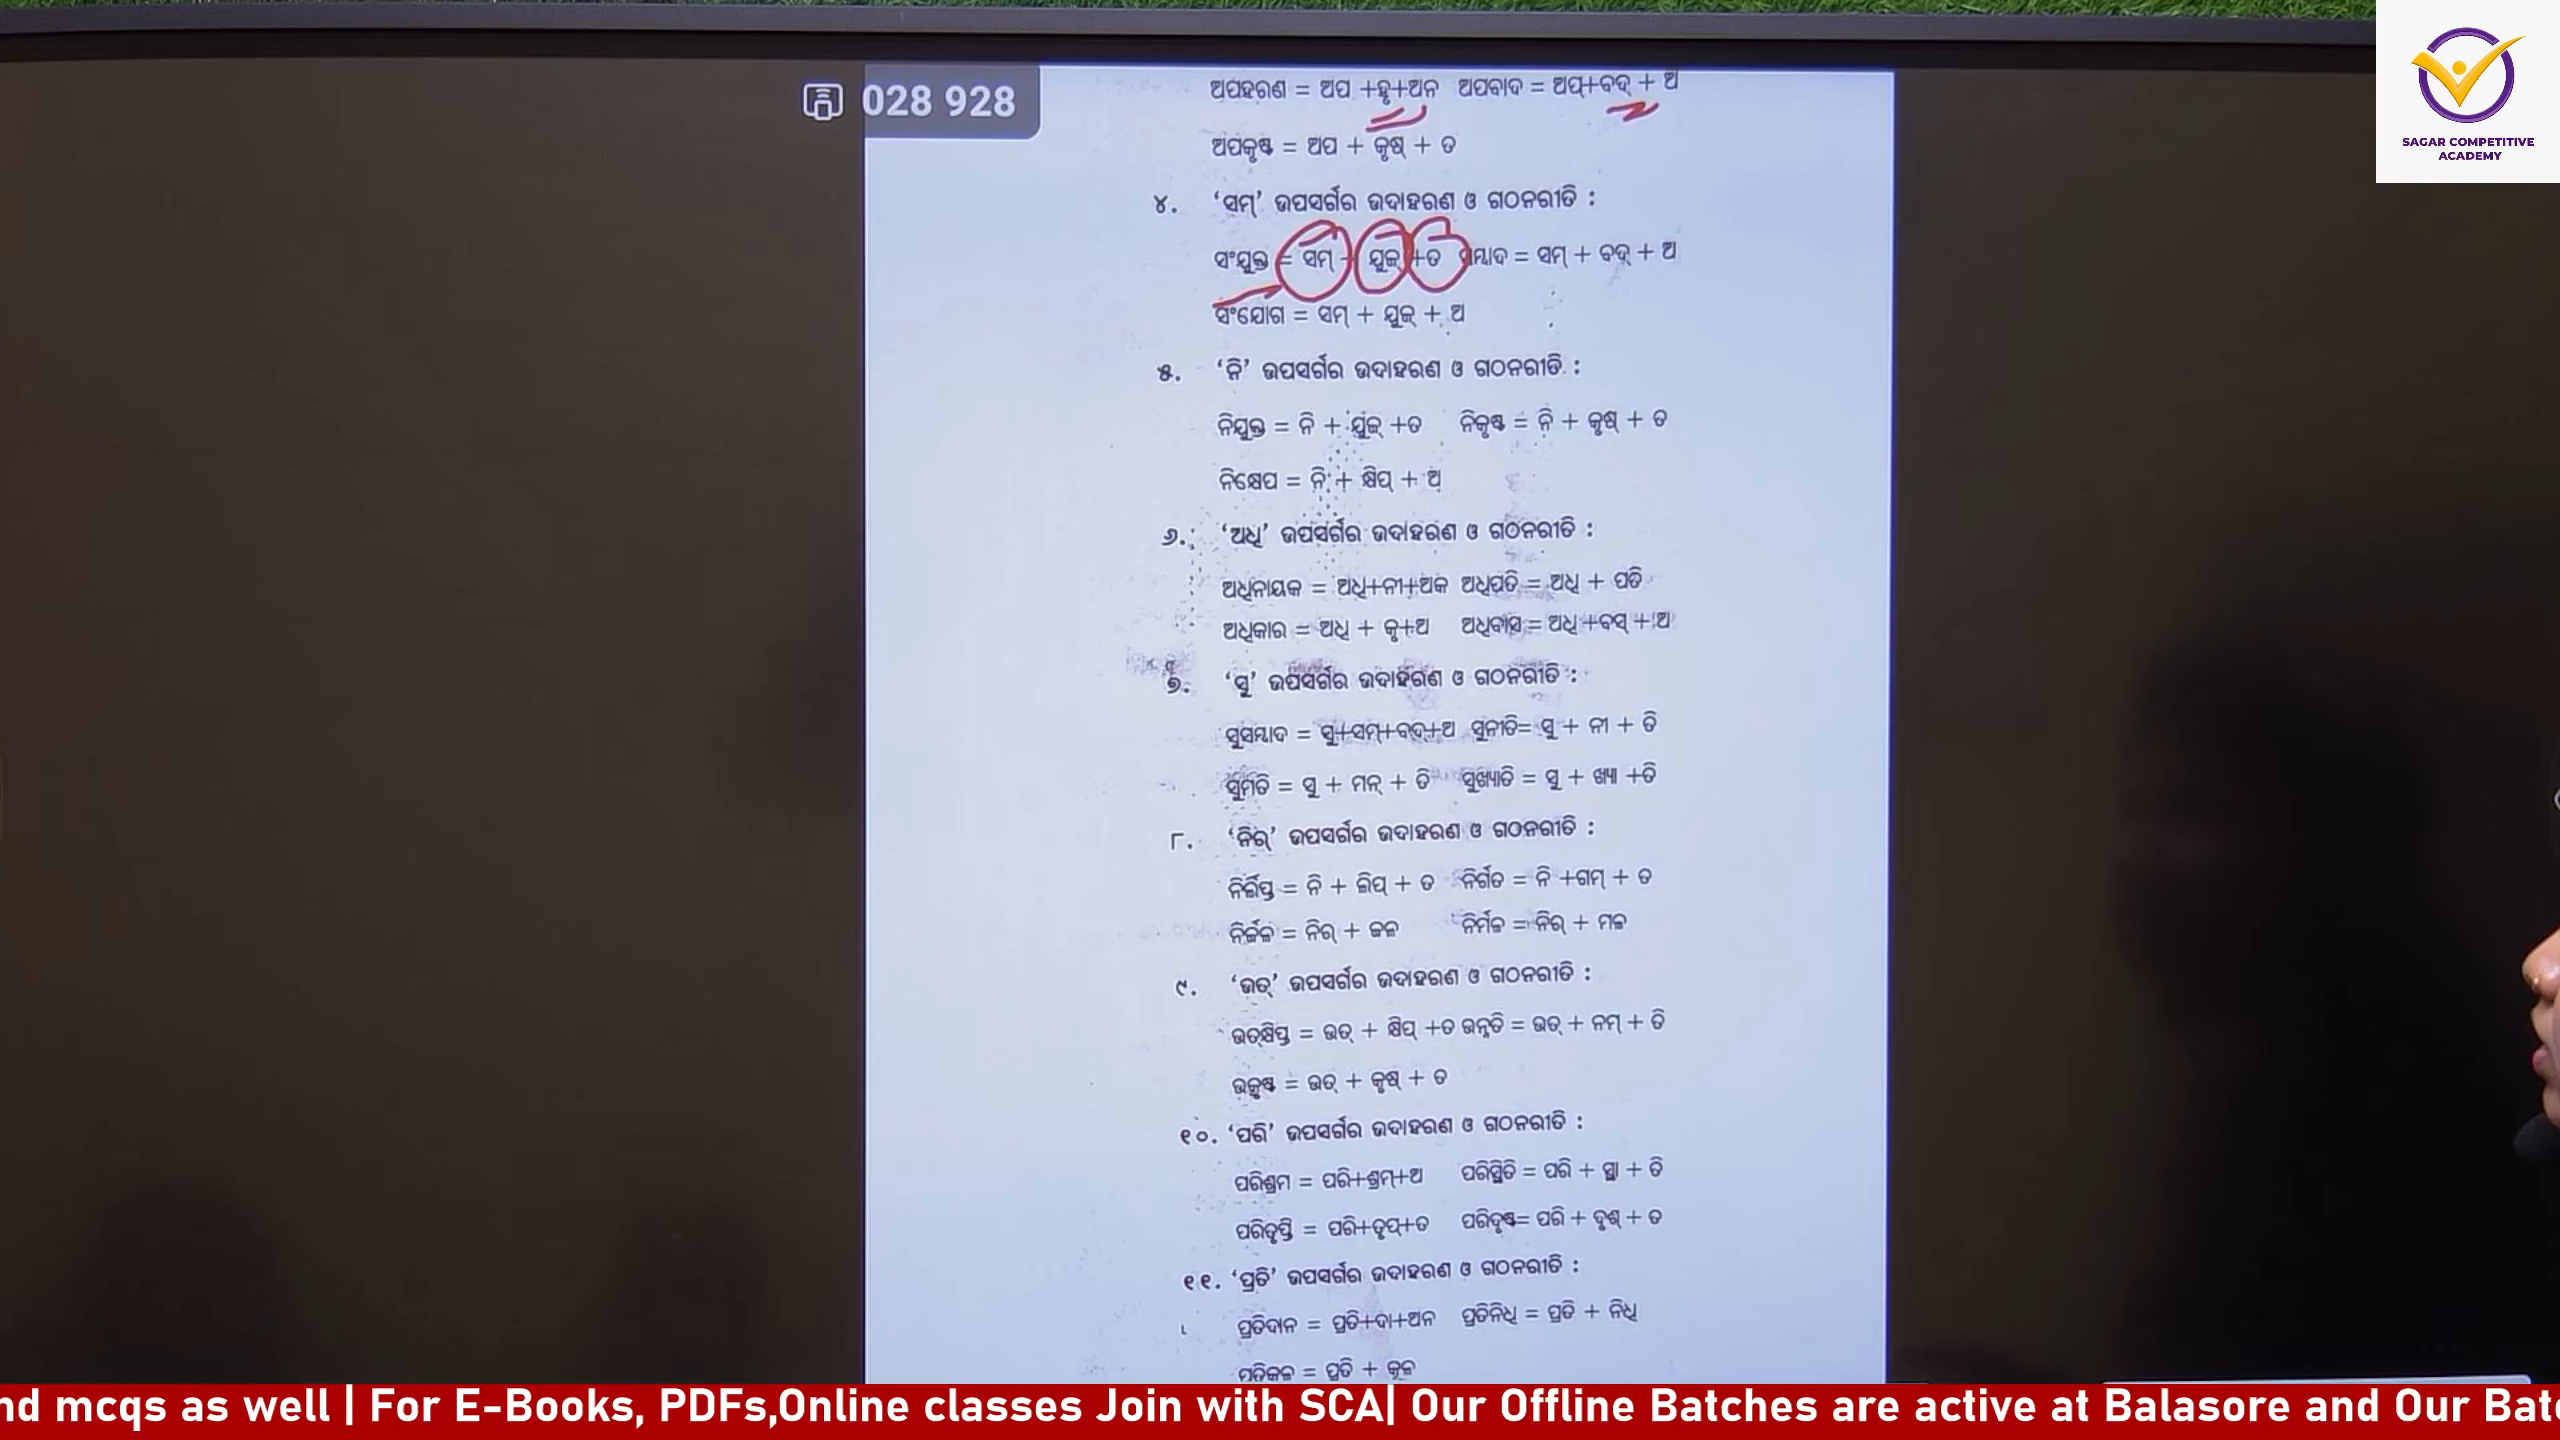 028 928
SAGAR COMPETITIVE
ACADEMY
ଅପହରଣ = ଅପ +ହୃ+ଅନ ଅପବାଦ = ଅପ୍+ବଦ୍ + ଅ
ଅପକୃଷ୍ଟ = ଅପ + କୃଷ୍ + ତ
୪. ‘ସମ୍’ ଉପସର୍ଗର ଉଦାହରଣ ଓ ଗଠନରୀତି :
ସଂଯୁକ୍ତ = ସମ୍ + ଯୁଜ୍ +ତ ସମ୍ବାଦ = ସମ୍ + ବଦ୍ + ଅ
ସଂଯୋଗ = ସମ୍ + ଯୁଜ୍ + ଅ
୫. ‘ନି’ ଉପସର୍ଗର ଉଦାହରଣ ଓ ଗଠନରୀତି :
ନିଯୁକ୍ତ = ନି + ଯୁଜ୍ +ତ ନିକୃଷ୍ଟ = ନି + କୃଷ୍ + ତ
ନିକ୍ଷେପ = ନି + କ୍ଷିପ୍ + ଅ
୬. ‘ଅଧି’ ଉପସର୍ଗର ଉଦାହରଣ ଓ ଗଠନରୀତି :
ଅଧିନାୟକ = ଅଧି+ନୀ+ଅକ ଅଧିପତି = ଅଧି + ପତି
ଅଧିକାର = ଅଧି + କୃ+ଅ ଅଧିବାସ = ଅଧି +ବସ୍ + ଅ
୭. ‘ସୁ’ ଉପସର୍ଗର ଉଦାହରଣ ଓ ଗଠନରୀତି :
ସୁସମ୍ବାଦ = ସୁ+ସମ୍+ବଦ୍+ଅ ସୁନୀତି= ସୁ + ନୀ + ତି
ସୁମତି = ସୁ + ମନ୍ + ତି ସୁଖ୍ୟାତି = ସୁ + ଖ୍ୟା +ତି
୮. ‘ନିର୍’ ଉପସର୍ଗର ଉଦାହରଣ ଓ ଗଠନରୀତି :
ନିର୍ଲିପ୍ତ = ନି + ଲିପ୍ + ତ ନିର୍ଗତ = ନି +ଗମ୍ + ତ
ନିର୍ଜଳ = ନିର୍ + ଜଳ ନିର୍ମଳ = ନିର୍ + ମଳ
୯. ‘ଉତ୍’ ଉପସର୍ଗର ଉଦାହରଣ ଓ ଗଠନରୀତି :
ଉତ୍‌କ୍ଷିପ୍ତ = ଉତ୍ + କ୍ଷିପ୍ +ତ ଉନ୍ନତି = ଉତ୍ + ନମ୍ + ତି
ଉତ୍କୃଷ୍ଟ = ଉତ୍ + କୃଷ୍ + ତ
୧୦. ‘ପରି’ ଉପସର୍ଗର ଉଦାହରଣ ଓ ଗଠନରୀତି :
ପରିଶ୍ରମ = ପରି+ଶ୍ରମ୍+ଅ ପରିସ୍ଥିତି = ପରି + ସ୍ଥା + ତି
ପରିତୃପ୍ତି = ପରି+ତୃପ୍+ତ ପରିଦୃଷ୍ଟ= ପରି + ଦୃଶ୍ + ତ
୧୧. ‘ପ୍ରତି’ ଉପସର୍ଗର ଉଦାହରଣ ଓ ଗଠନରୀତି :
ପ୍ରତିଦାନ = ପ୍ରତି+ଦା+ଅନ ପ୍ରତିନିଧି = ପ୍ରତି + ନିଧି
ପ୍ରତିକୂଳ = ପ୍ରତି + କୂଳ
nd mcqs as well | For E-Books, PDFs,Online classes Join with SCA| Our Offline Batches are active at Balasore and Our Batc